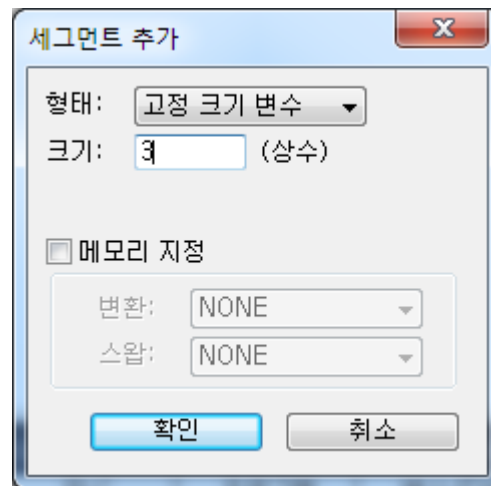 세그먼트 추가
형태: 고정 크기 변수
크기: 3 (상수)
메모리 지정
변환: NONE
스왑: NONE
확인 취소